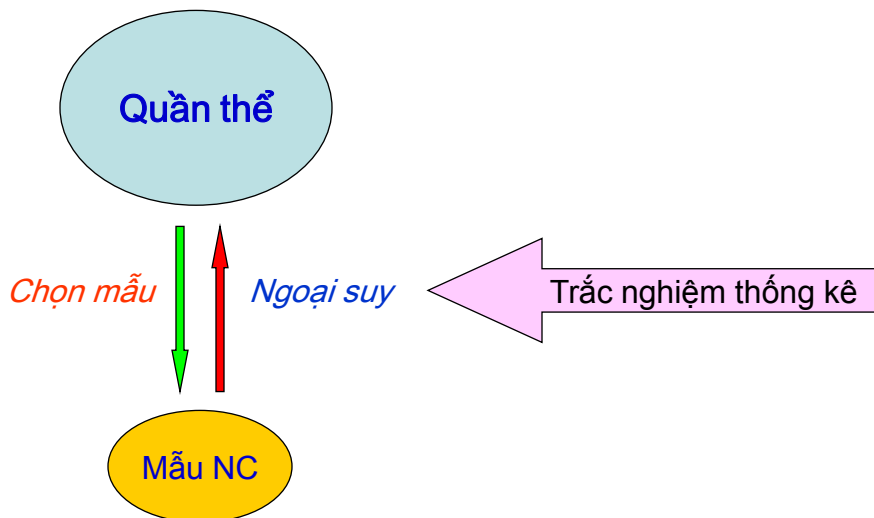 Quần thể
Chọn mẫu
Ngoại suy
Trắc nghiệm thống kê
Mẫu NC